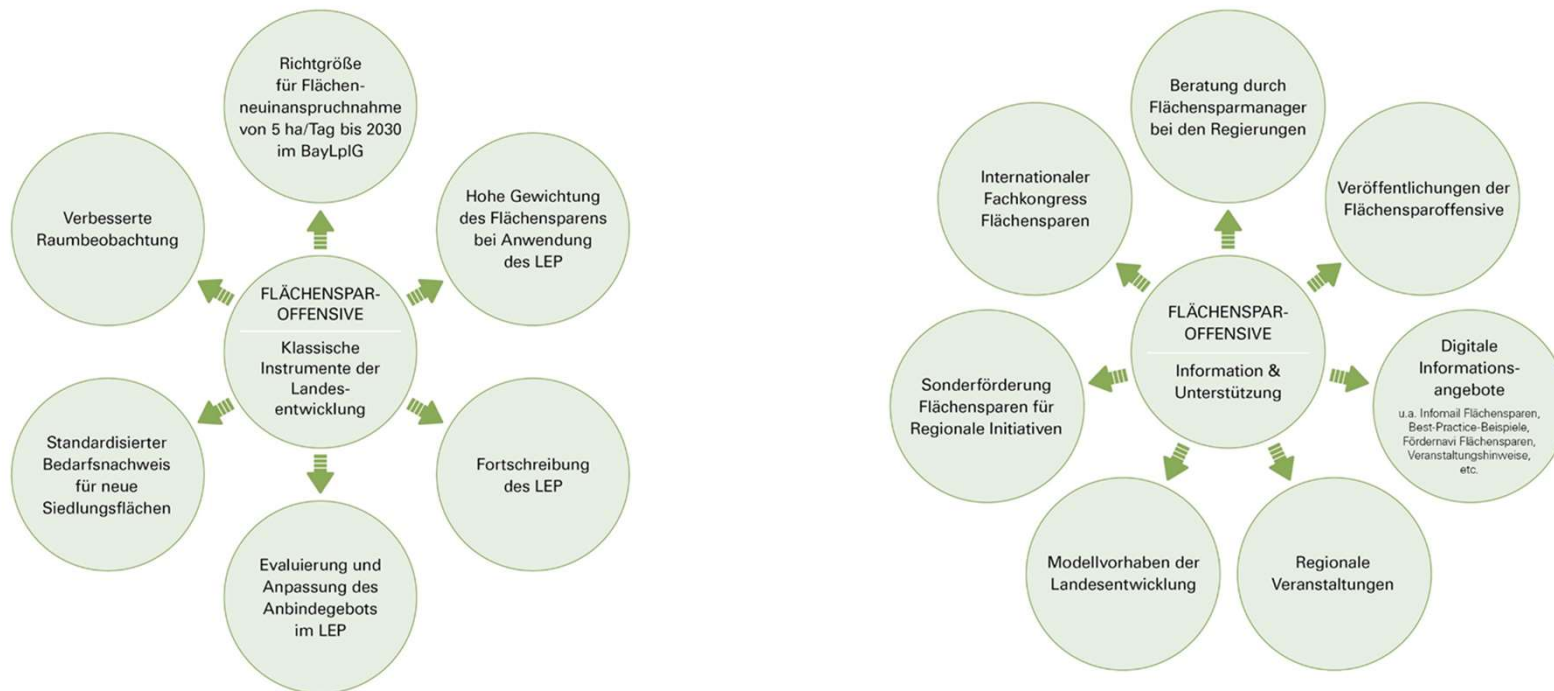 Richtgröße
für Flächen-
neuinanspruchnahme
von 5 ha/Tag bis 2030
im BayLplG
Verbesserte
Raumbeobachtung
Hohe Gewichtung
des Flächensparens
bei Anwendung
des LEP
FLÄCHENSPAR-
OFFENSIVE
Klassische
Instrumente der
Landes-
entwicklung
Standardisierter
Bedarfsnachweis
für neue
Siedlungsflächen
Fortschreibung
des LEP
Evaluierung und
Anpassung des
Anbindegebots
im LEP
Beratung durch
Flächensparmanager
bei den Regierungen
Internationaler
Fachkongress
Flächensparen
Veröffentlichungen der
Flächensparoffensive
FLÄCHENSPAR-
OFFENSIVE
Information &
Unterstützung
Sonderförderung
Flächensparen für
Regionale Initiativen
Digitale
Informations-
angebote
u.a. Infomail Flächensparen,
Best-Practice-Beispiele,
Fördernavi Flächensparen,
Veranstaltungshinweise,
etc.
Modellvorhaben der
Landesentwicklung
Regionale
Veranstaltungen